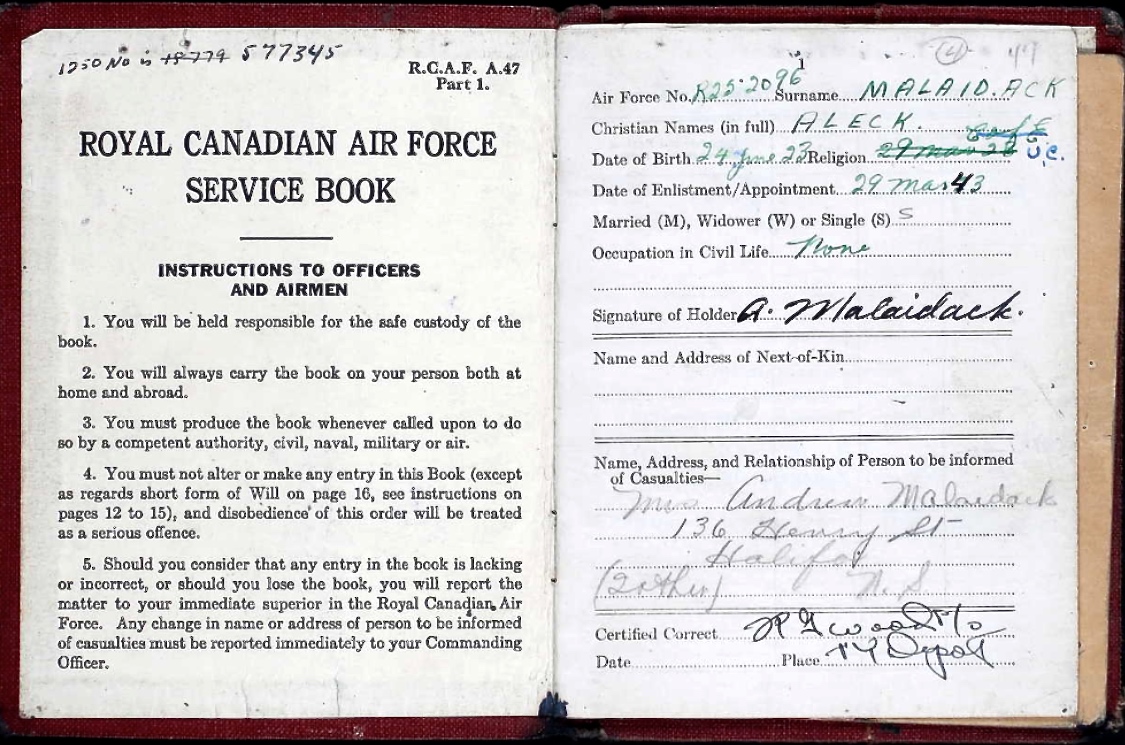 1250 No is 18779 577345
R.C.A.F. A.47
Part 1.
ROYAL CANADIAN AIR FORCE
SERVICE BOOK
INSTRUCTIONS TO OFFICERS
AND AIRMEN
1. You will be held responsible for the safe custody of the
book.
2. You will always carry the book on your person both at
home and abroad.
3. You must produce the book whenever called upon to do
so by a competent authority, civil, naval, military or air.
4. You must not alter or make any entry in this Book (except
as regards short form of Will on page 16, see instructions on
pages 12 to 15), and disobedience of this order will be treated
as a serious offence.
5. Should you consider that any entry in the book is lacking
or incorrect, or should you lose the book, you will report the
matter to your immediate superior in the Royal Canadian Air
Force. Any change in name or address of person to be informed
of casualties must be reported immediately to your Commanding
Officer.
(4) 49
1
Air Force No. R252096 Surname MALAIDACK
Christian Names (in full) ALECK.
Date of Birth 24 June 23 Religion 29 Mar 23 U.C.
Date of Enlistment/Appointment 29 Mar 43
Married (M), Widower (W) or Single (S) S
Occupation in Civil Life None
Signature of Holder A. Malaidack.
Name and Address of Next-of-Kin
Name, Address, and Relationship of Person to be informed
of Casualties—
Mrs Andrew Malaidack
136 Henry St
Halifax
N.S
Certified Correct
Date Place "Y" Depot